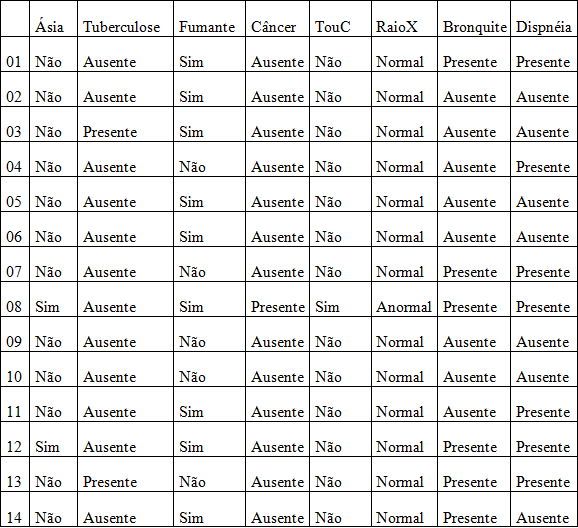 Ásia Tuberculose Fumante Câncer TouC RaioX Bronquite Dispnéia
01 Não Ausente Sim Ausente Não Normal Presente Presente
02 Não Ausente Sim Ausente Não Normal Ausente Ausente
03 Não Presente Sim Ausente Não Normal Ausente Ausente
04 Não Ausente Não Ausente Não Normal Ausente Presente
05 Não Ausente Sim Ausente Não Normal Ausente Ausente
06 Não Ausente Sim Ausente Não Normal Ausente Ausente
07 Não Ausente Não Ausente Não Normal Presente Presente
08 Sim Ausente Sim Presente Sim Anormal Presente Presente
09 Não Ausente Não Ausente Não Normal Ausente Ausente
10 Não Ausente Não Ausente Não Normal Ausente Ausente
11 Não Ausente Sim Ausente Não Normal Ausente Presente
12 Sim Ausente Sim Ausente Não Normal Presente Presente
13 Não Presente Não Ausente Não Normal Presente Presente
14 Não Ausente Sim Ausente Não Normal Presente Ausente